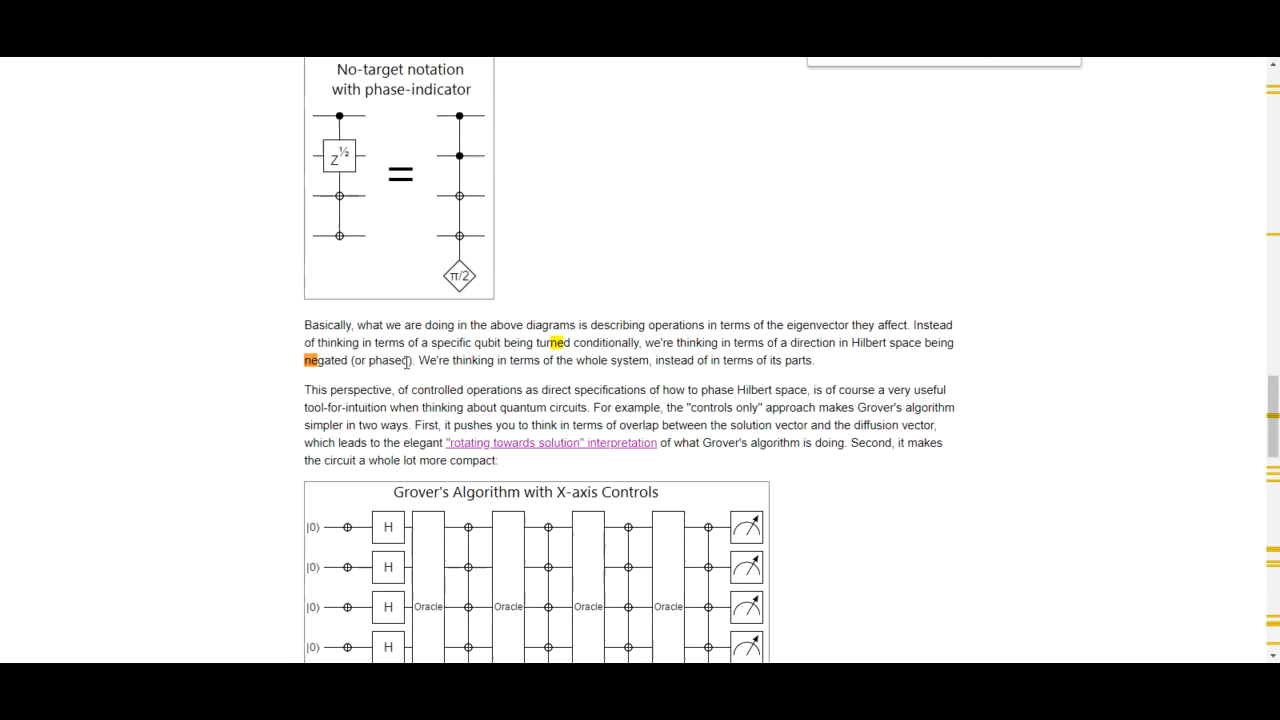 No-target notation
with phase-indicator
Z½
=
π/2
Basically, what we are doing in the above diagrams is describing operations in terms of the eigenvector they affect. Instead
of thinking in terms of a specific qubit being turned conditionally, we're thinking in terms of a direction in Hilbert space being
negated (or phased). We're thinking in terms of the whole system, instead of in terms of its parts.
This perspective, of controlled operations as direct specifications of how to phase Hilbert space, is of course a very useful
tool-for-intuition when thinking about quantum circuits. For example, the "controls only" approach makes Grover's algorithm
simpler in two ways. First, it pushes you to think in terms of overlap between the solution vector and the diffusion vector,
which leads to the elegant "rotating towards solution" interpretation of what Grover's algorithm is doing. Second, it makes
the circuit a whole lot more compact:
Grover's Algorithm with X-axis Controls
|0⟩ H
|0⟩ H
|0⟩ H Oracle Oracle Oracle Oracle
|0⟩ H